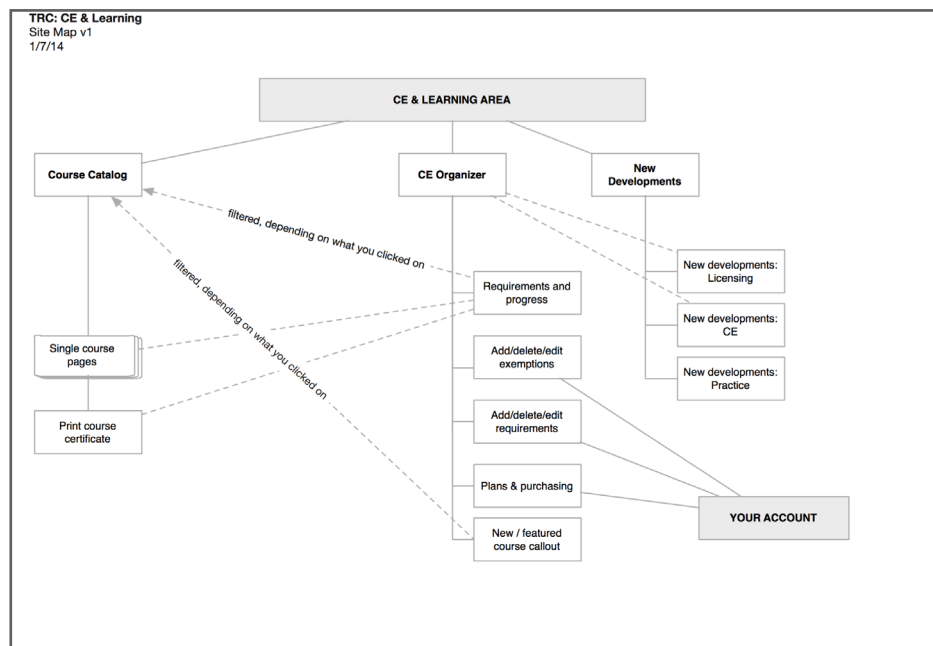 TRC: CE & Learning
Site Map v1
1/7/14
CE & LEARNING AREA
Course Catalog
CE Organizer
New
Developments
filtered, depending on what you clicked on
filtered, depending on what you clicked on
New developments:
Licensing
Requirements and
progress
New developments:
CE
Single course
pages
Add/delete/edit
exemptions
New developments:
Practice
Print course
certificate
Add/delete/edit
requirements
Plans & purchasing
YOUR ACCOUNT
New / featured
course callout